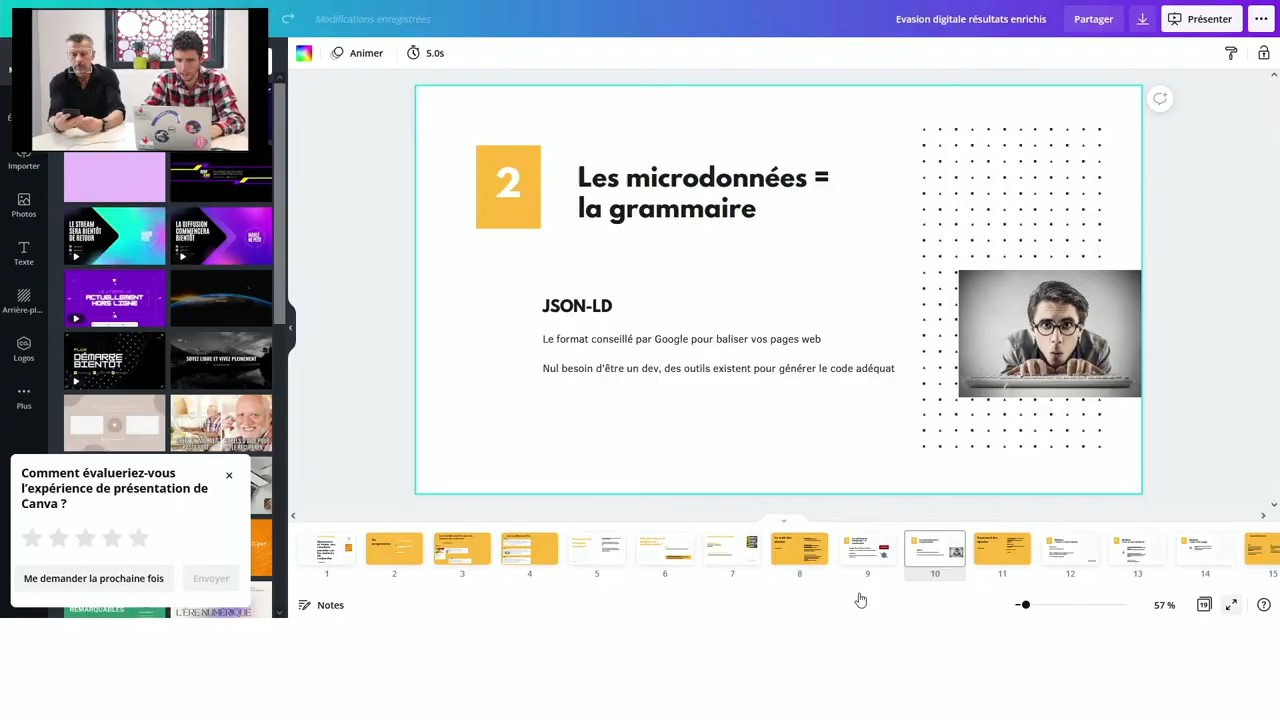 Modifications enregistrées
Evasion digitale résultats enrichis
Partager
Présenter
Animer
5.0s
Importer
Photos
Texte
Arrière-pl...
Logos
Plus
LE STREAM
SERA BIENTÔT
DE RETOUR
LA DIFFUSION
COMMENCERA
BIENTÔT
ACTUELLEMENT
HORS LIGNE
DÉMARRE
BIENTÔT
SOYEZ LIBRE ET VIVEZ PLEINEMENT
REMARQUABLES
L'ÈRE NUMÉRIQUE
2
Les microdonnées =
la grammaire
JSON-LD
Le format conseillé par Google pour baliser vos pages web
Nul besoin d'être un dev, des outils existent pour générer le code adéquat
Comment évalueriez-vous
l'expérience de présentation de
Canva ?
Me demander la prochaine fois
Envoyer
1
2
3
4
5
6
7
8
9
10
11
12
13
14
15
Notes
57 %
19